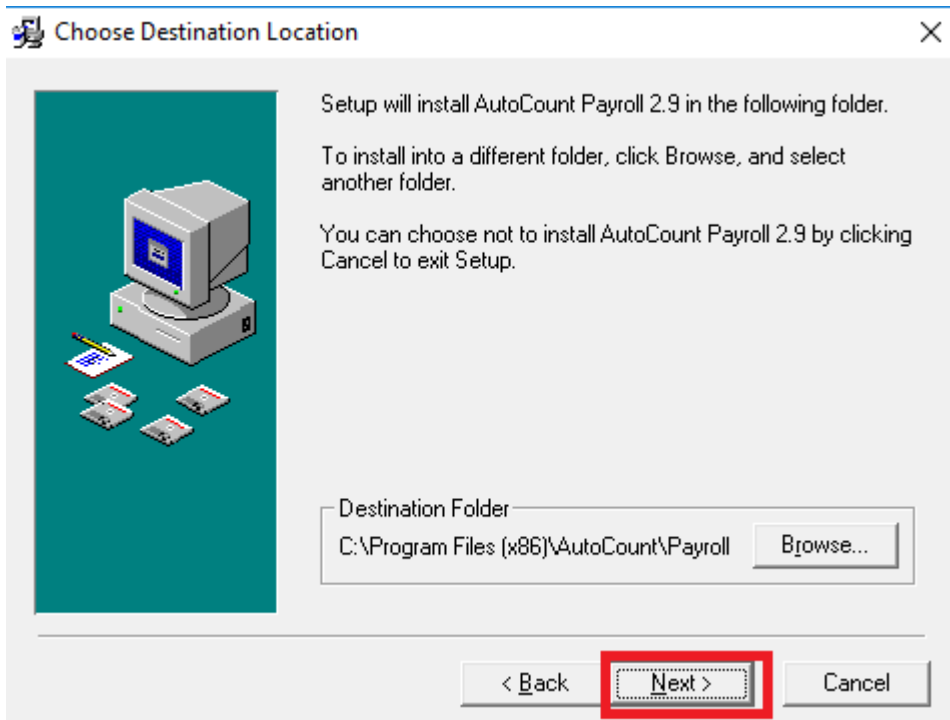 Choose Destination Location
Setup will install AutoCount Payroll 2.9 in the following folder.
To install into a different folder, click Browse, and select
another folder.
You can choose not to install AutoCount Payroll 2.9 by clicking
Cancel to exit Setup.
Destination Folder
C:\Program Files (x86)\AutoCount\Payroll
Browse...
< Back
Next >
Cancel